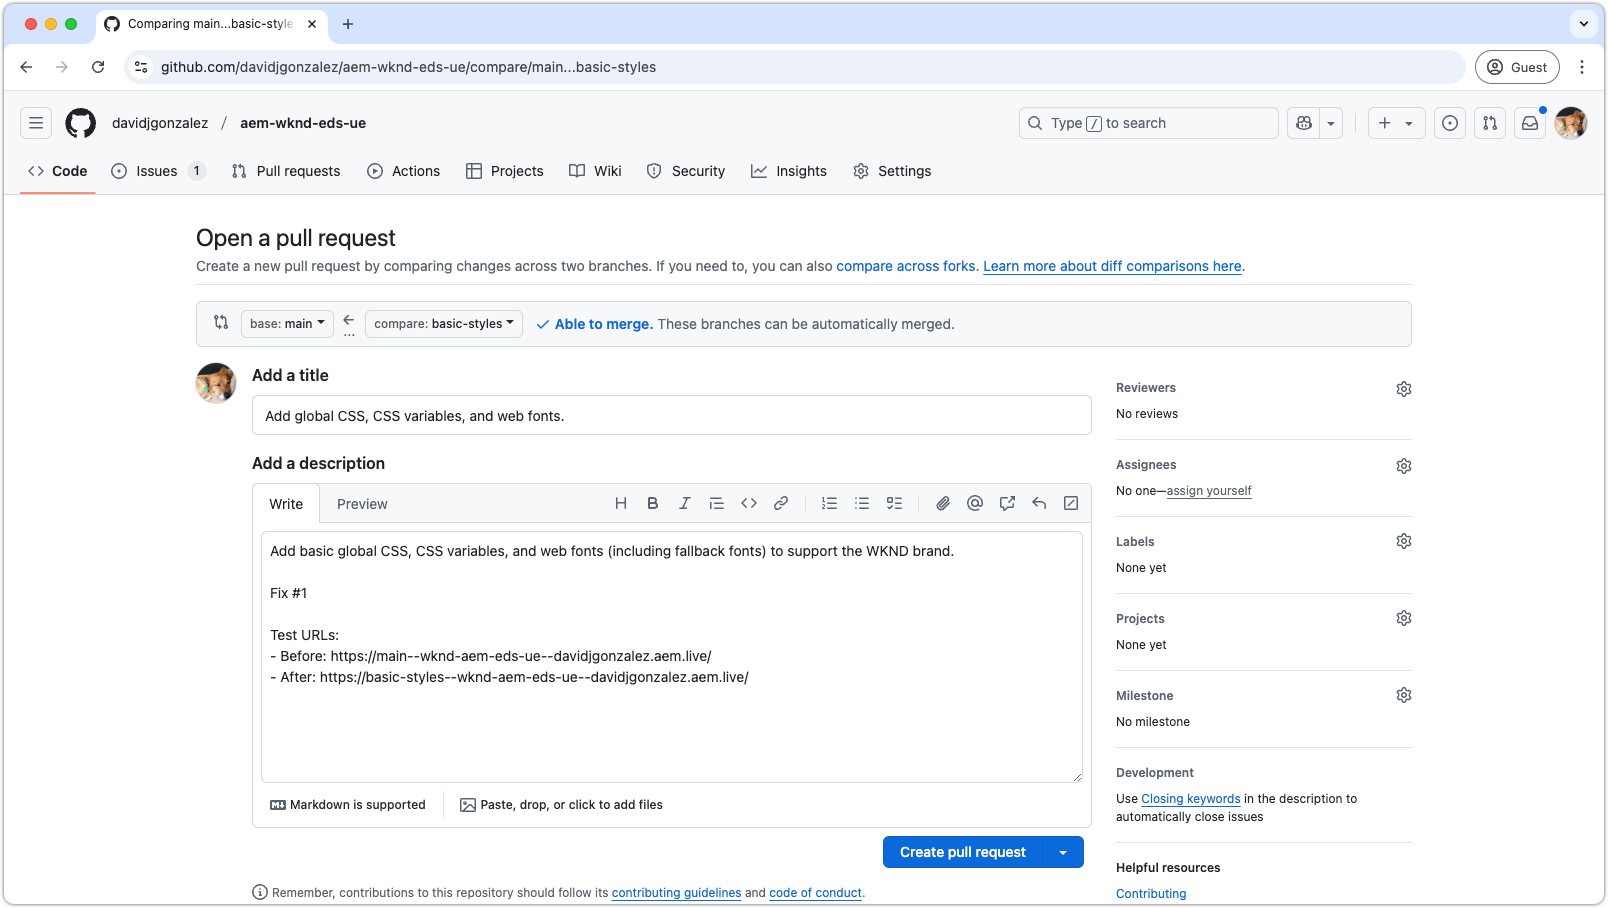 Comparing main...basic-style
github.com/davidjgonzalez/aem-wknd-eds-ue/compare/main...basic-styles
Guest
davidjgonzalez / aem-wknd-eds-ue
Type / to search
Code
Issues 1
Pull requests
Actions
Projects
Wiki
Security
Insights
Settings
Open a pull request
Create a new pull request by comparing changes across two branches. If you need to, you can also compare across forks. Learn more about diff comparisons here.
base: main
...
compare: basic-styles
Able to merge. These branches can be automatically merged.
Add a title
Add global CSS, CSS variables, and web fonts.
Add a description
Write
Preview
Add basic global CSS, CSS variables, and web fonts (including fallback fonts) to support the WKND brand.
Fix #1
Test URLs:
- Before: https://main--wknd-aem-eds-ue--davidjgonzalez.aem.live/
- After: https://basic-styles--wknd-aem-eds-ue--davidjgonzalez.aem.live/
Markdown is supported
Paste, drop, or click to add files
Create pull request
Remember, contributions to this repository should follow its contributing guidelines and code of conduct.
Reviewers
No reviews
Assignees
No one—assign yourself
Labels
None yet
Projects
None yet
Milestone
No milestone
Development
Use Closing keywords in the description to
automatically close issues
Helpful resources
Contributing